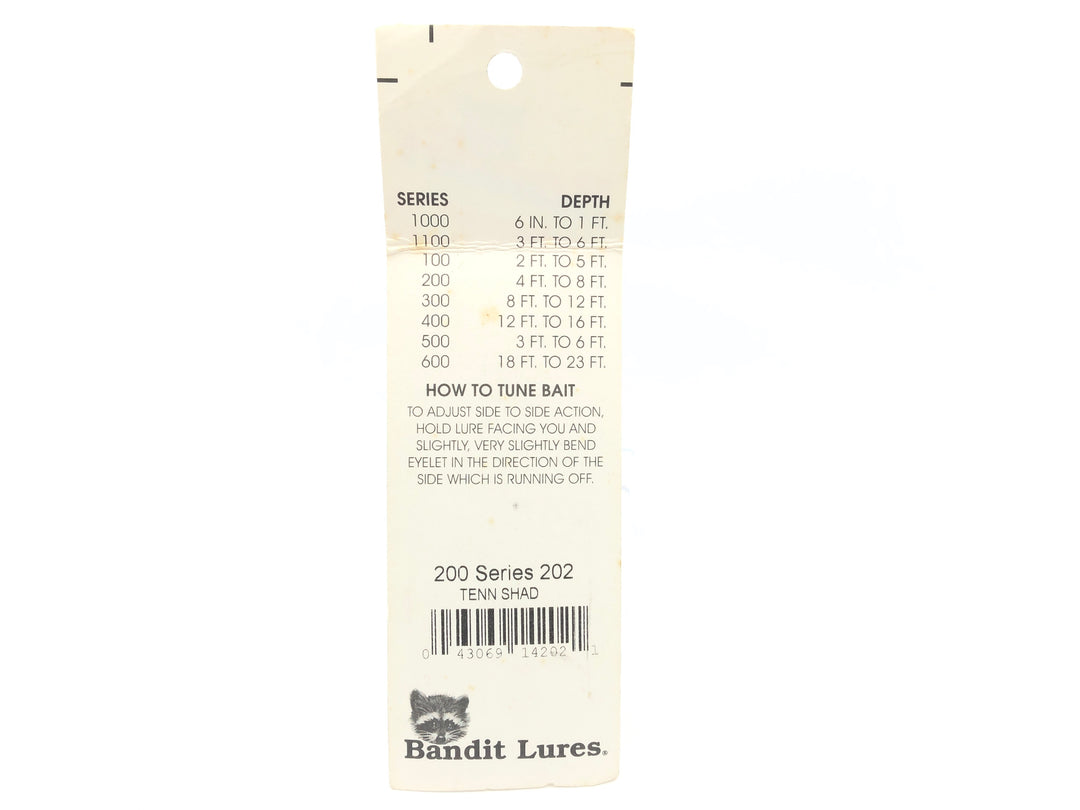 SERIES DEPTH
1000 6 IN. TO 1 FT.
1100 3 FT. TO 6 FT.
100 2 FT. TO 5 FT.
200 4 FT. TO 8 FT.
300 8 FT. TO 12 FT.
400 12 FT. TO 16 FT.
500 3 FT. TO 6 FT.
600 18 FT. TO 23 FT.
HOW TO TUNE BAIT
TO ADJUST SIDE TO SIDE ACTION,
HOLD LURE FACING YOU AND
SLIGHTLY, VERY SLIGHTLY BEND
EYELET IN THE DIRECTION OF THE
SIDE WHICH IS RUNNING OFF.
200 Series 202
TENN SHAD
0 43069 14202 1
Bandit Lures®